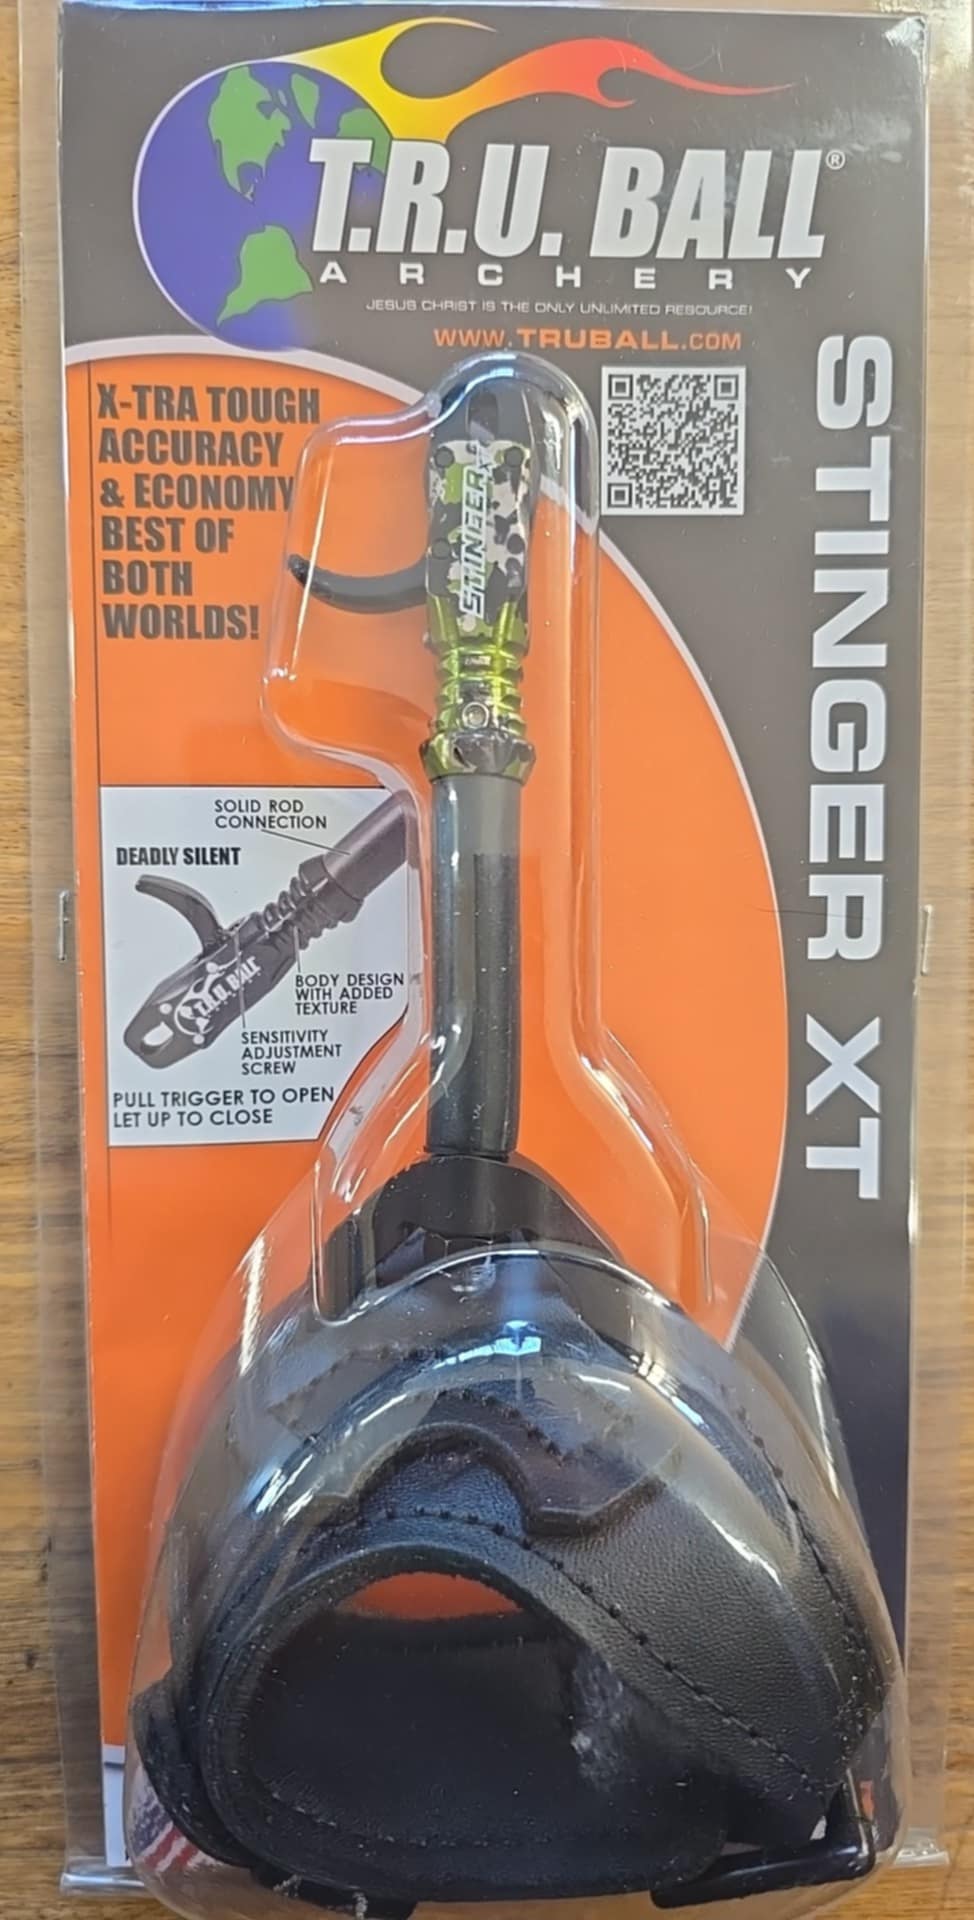 T.R.U. BALL®
ARCHERY
JESUS CHRIST IS THE ONLY UNLIMITED RESOURCE!
WWW.TRUBALL.COM
STINGER XT
X-TRA TOUGH
ACCURACY
& ECONOMY
BEST OF
BOTH
WORLDS!
STINGER XT
SOLID ROD
CONNECTION
DEADLY SILENT
T.R.U. BALL
BODY DESIGN
WITH ADDED
TEXTURE
SENSITIVITY
ADJUSTMENT
SCREW
PULL TRIGGER TO OPEN
LET UP TO CLOSE